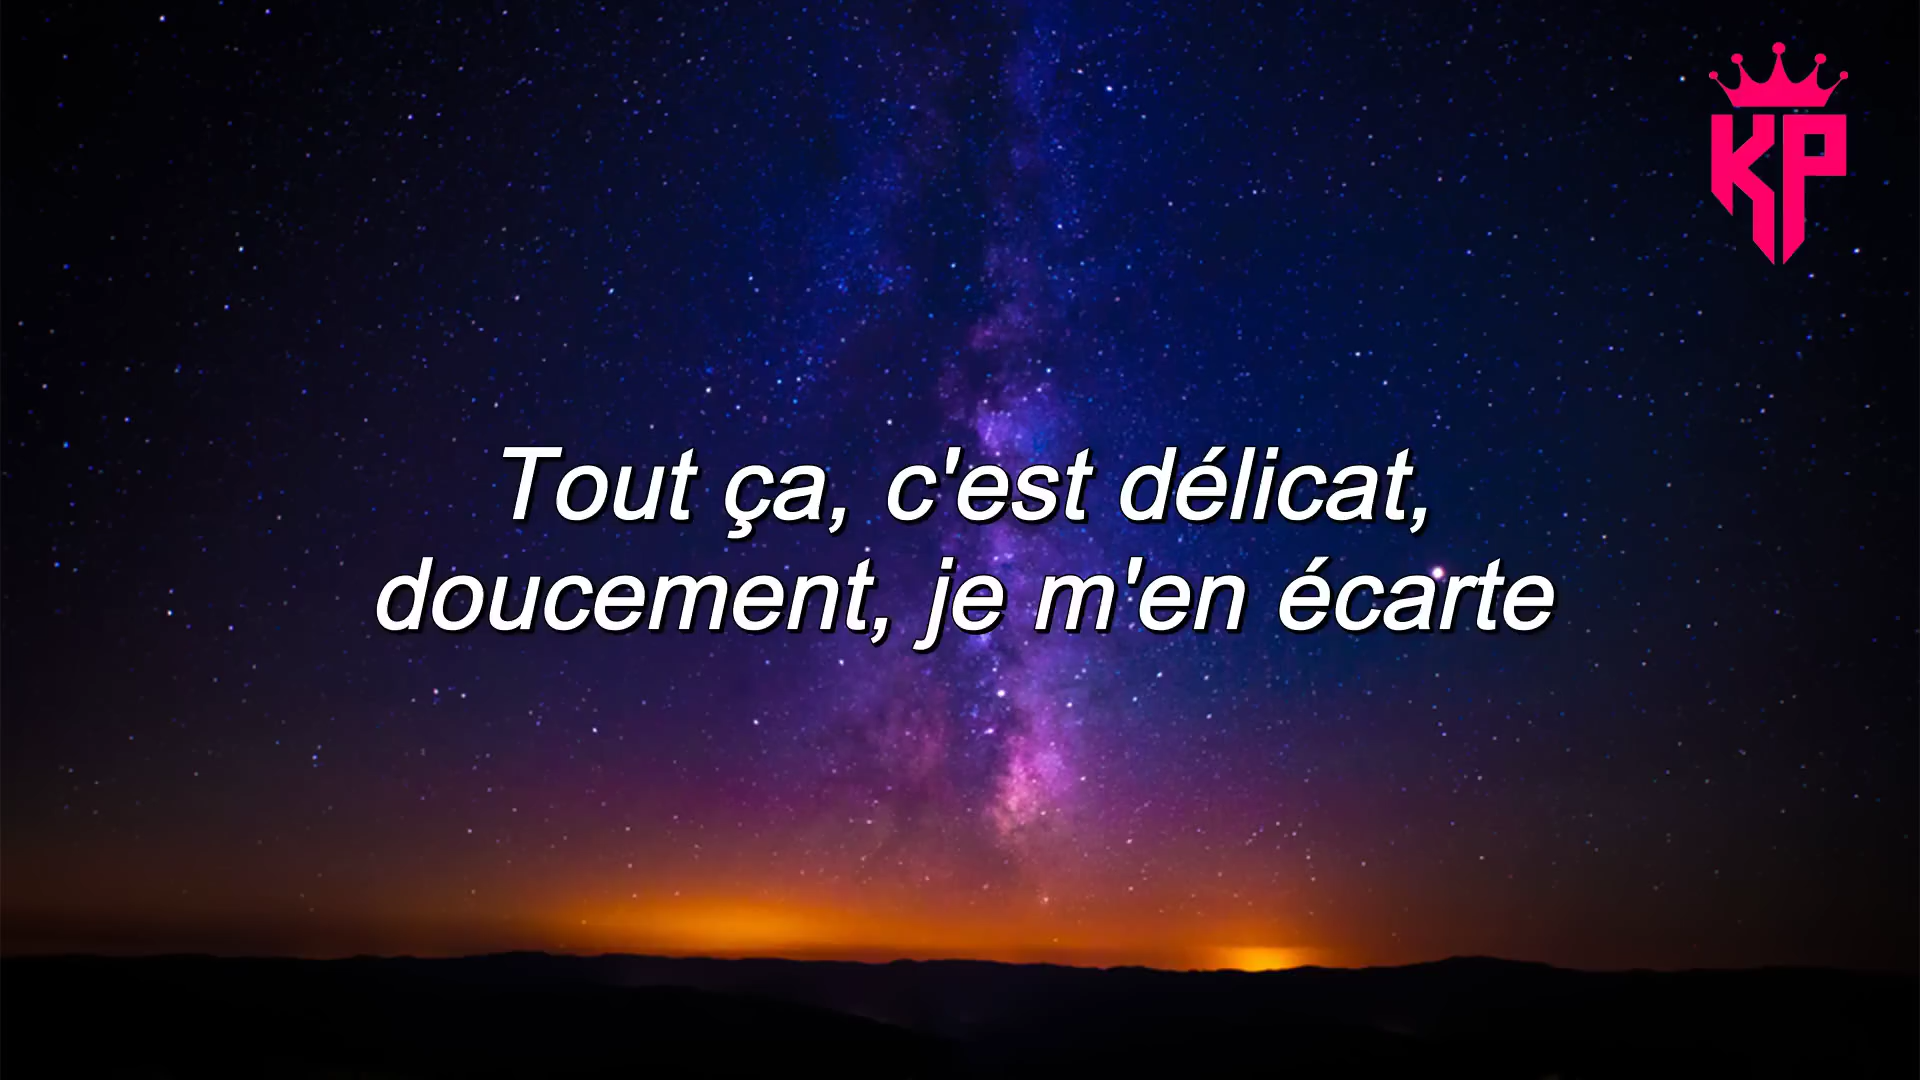 KP
Tout ça, c'est délicat,
doucement, je m'en écarte